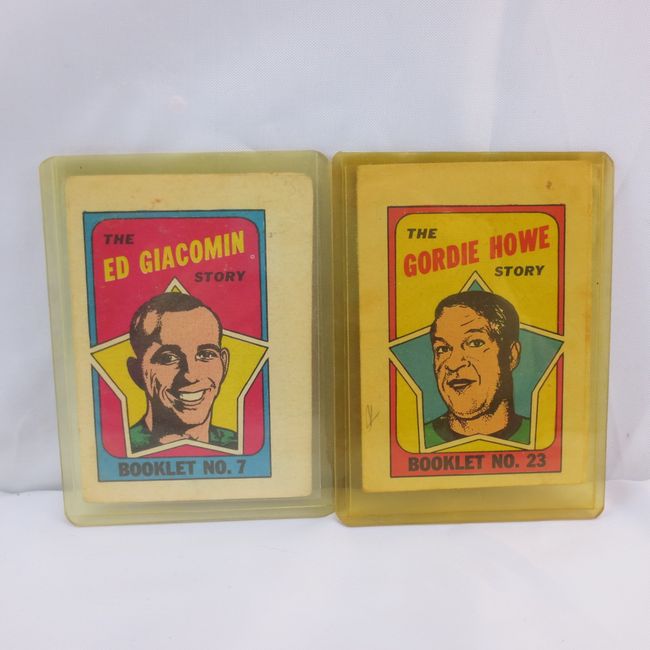 THE
ED GIACOMIN
STORY
BOOKLET NO. 7
THE
GORDIE HOWE
STORY
BOOKLET NO. 23